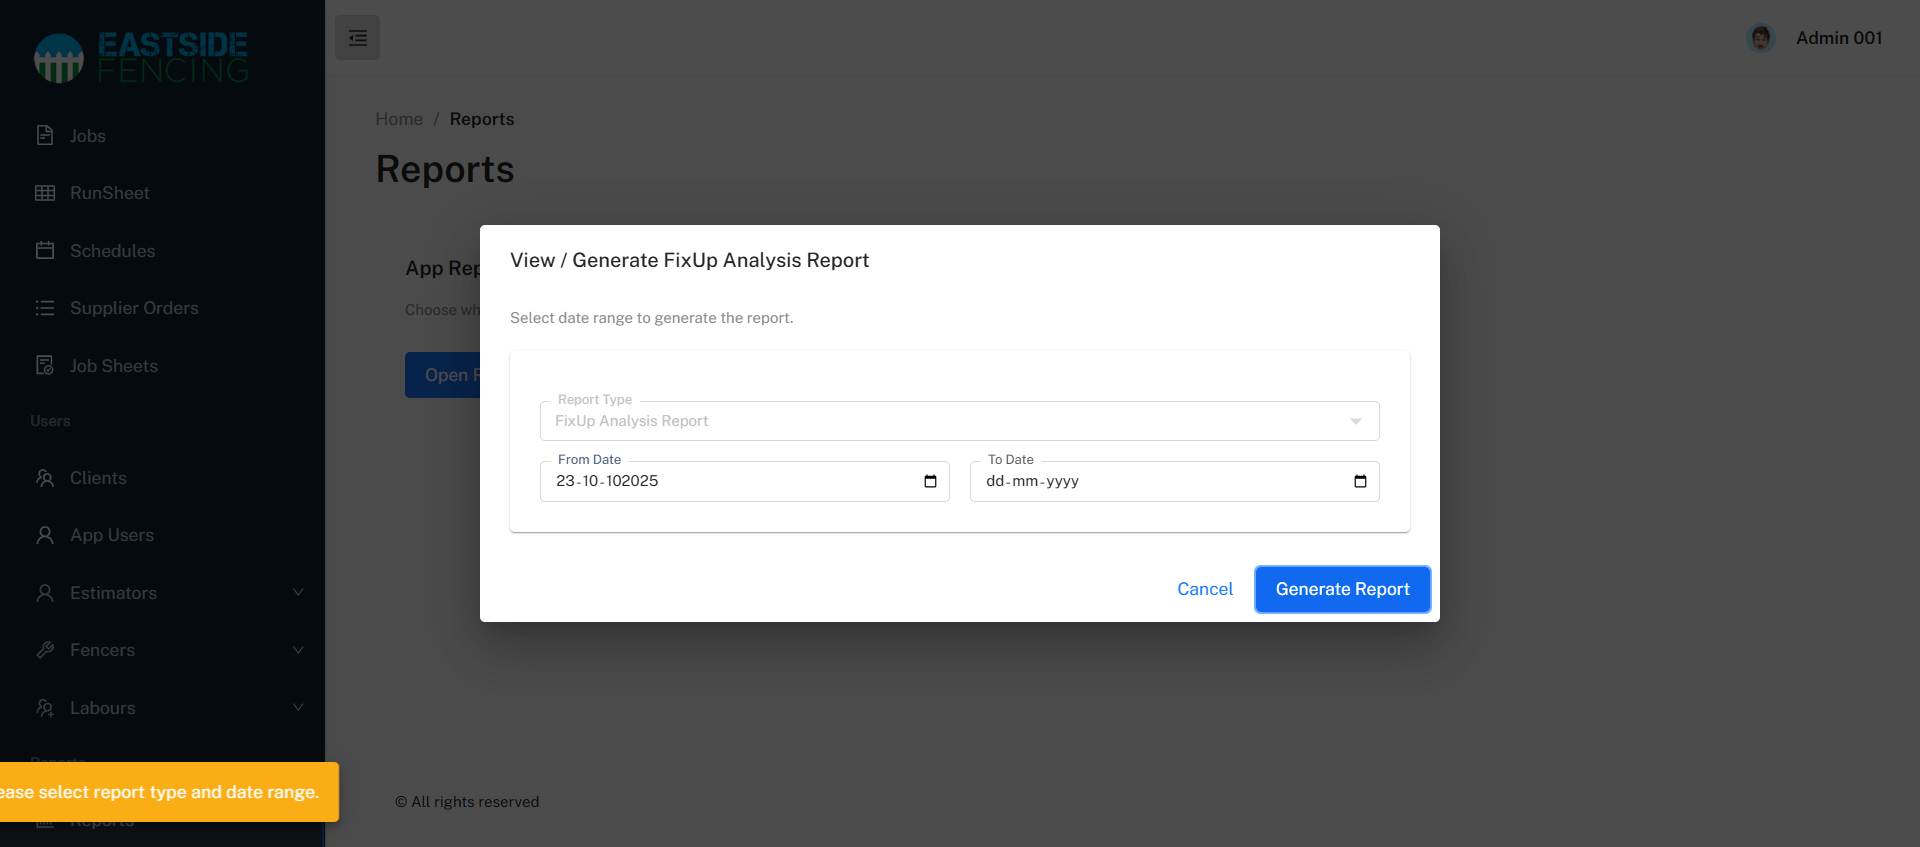 EASTSIDE
FENCING
Admin 001
Jobs
RunSheet
Schedules
Supplier Orders
Job Sheets
Users
Clients
App Users
Estimators
Fencers
Labours
Reports
ease select report type and date range.
Reports
Home / Reports
Reports
App Rep
Choose wh
Open F
View / Generate FixUp Analysis Report
Select date range to generate the report.
Report Type
FixUp Analysis Report
From Date
23-10-102025
To Date
dd-mm-yyyy
Cancel
Generate Report
© All rights reserved